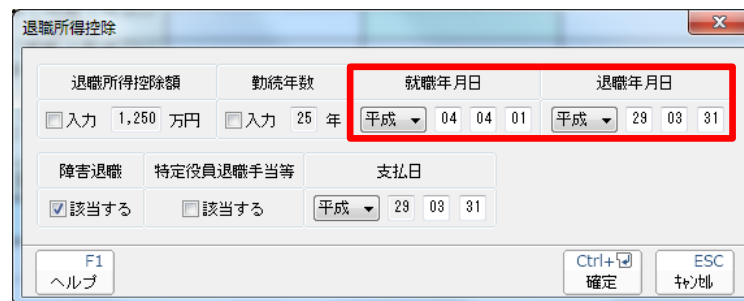 退職所得控除
退職所得控除額 勤続年数 就職年月日 退職年月日
入力 1,250 万円 入力 25 年 平成 04 04 01 平成 29 03 31
障害退職 特定役員退職手当等 支払日
該当する 該当する 平成 29 03 31
F1 Ctrl+ ESC
ヘルプ 確定 キャンセル